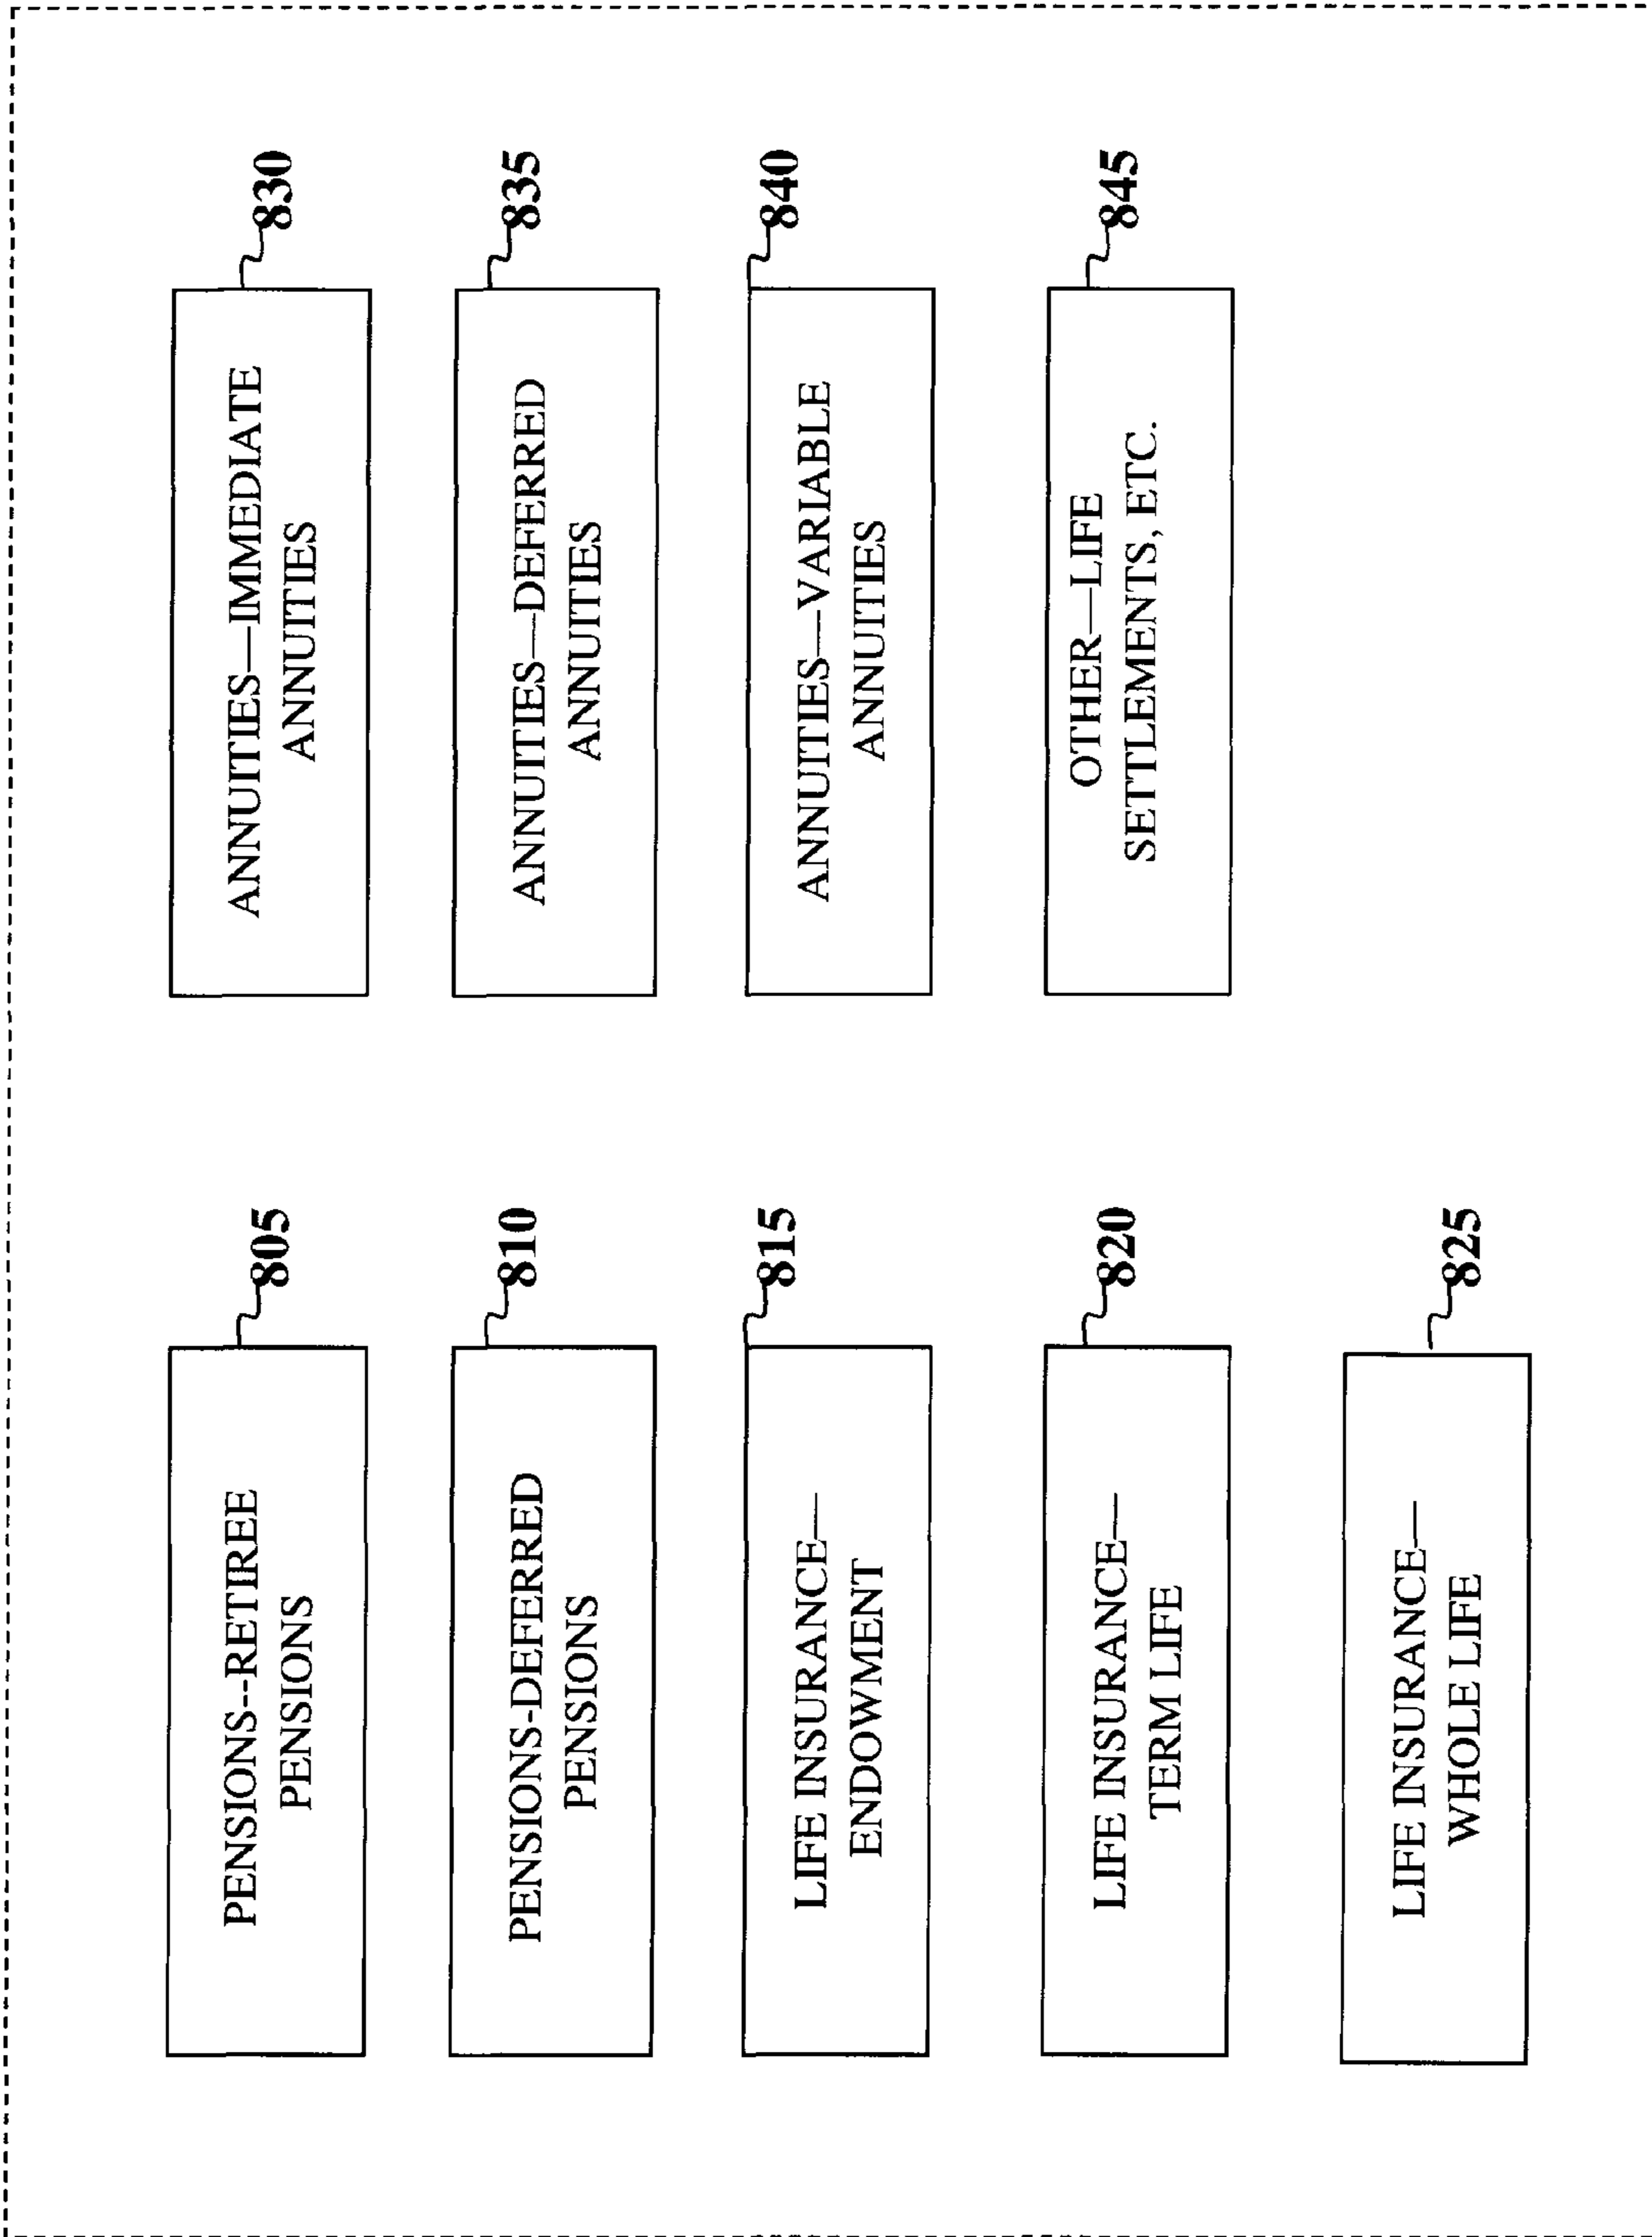 PENSIONS--RETIREE
PENSIONS
805
PENSIONS-DEFERRED
PENSIONS
810
LIFE INSURANCE—
ENDOWMENT
815
LIFE INSURANCE—
TERM LIFE
820
LIFE INSURANCE—
WHOLE LIFE
825
ANNUITIES—IMMEDIATE
ANNUITIES
830
ANNUITIES—DEFERRED
ANNUITIES
835
ANNUITIES—VARIABLE
ANNUITIES
840
OTHER—LIFE
SETTLEMENTS, ETC.
845